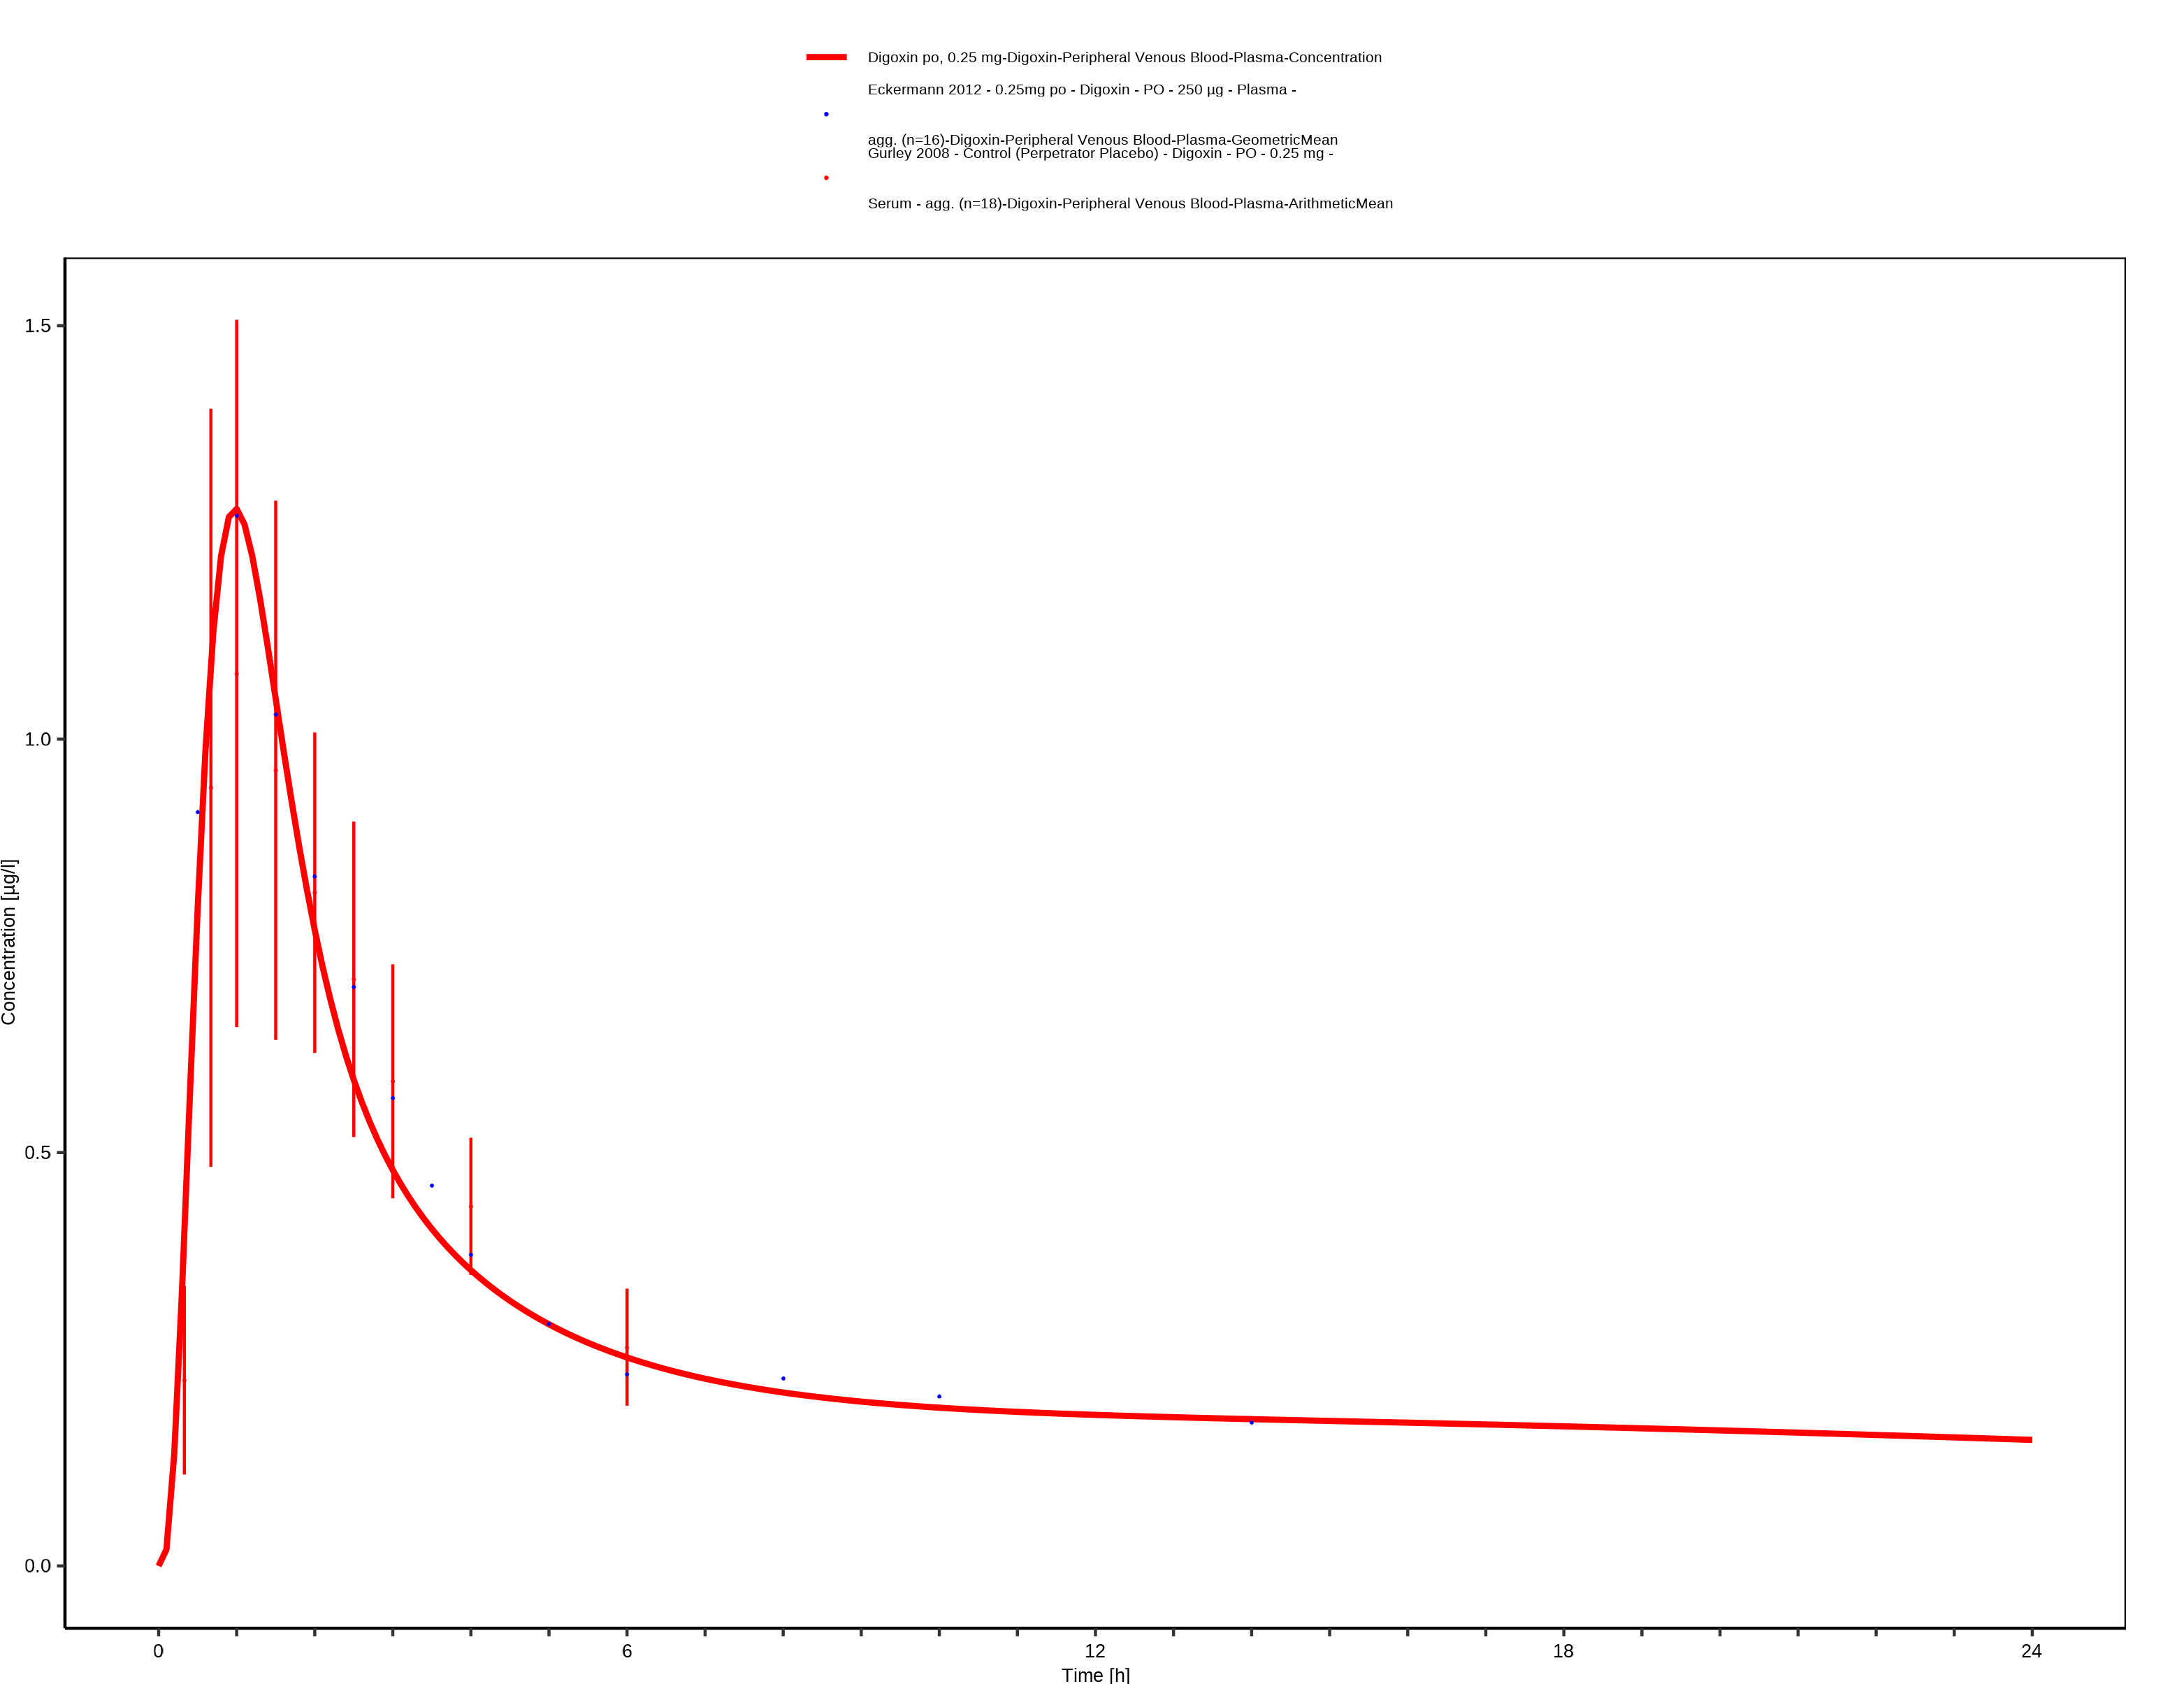 Digoxin po, 0.25 mg-Digoxin-Peripheral Venous Blood-Plasma-Concentration
Eckermann 2012 - 0.25mg po - Digoxin - PO - 250 µg - Plasma -
agg. (n=16)-Digoxin-Peripheral Venous Blood-Plasma-GeometricMean
Gurley 2008 - Control (Perpetrator Placebo) - Digoxin - PO - 0.25 mg -
Serum - agg. (n=18)-Digoxin-Peripheral Venous Blood-Plasma-ArithmeticMean
1.5
1.0
0.5
0.0
Concentration [µg/l]
0
6
12
18
24
Time [h]